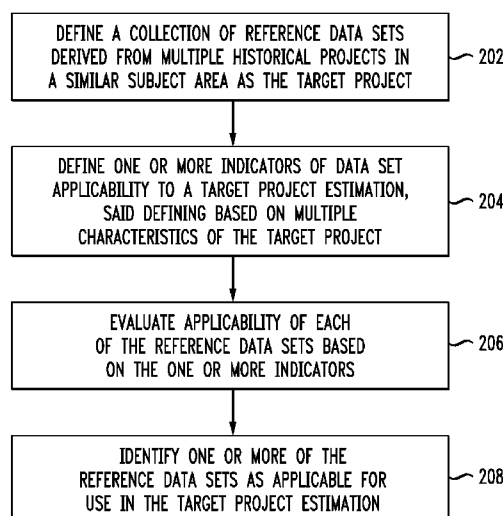 DEFINE A COLLECTION OF REFERENCE DATA SETS
DERIVED FROM MULTIPLE HISTORICAL PROJECTS IN
A SIMILAR SUBJECT AREA AS THE TARGET PROJECT
202
DEFINE ONE OR MORE INDICATORS OF DATA SET
APPLICABILITY TO A TARGET PROJECT ESTIMATION,
SAID DEFINING BASED ON MULTIPLE
CHARACTERISTICS OF THE TARGET PROJECT
204
EVALUATE APPLICABILITY OF EACH
OF THE REFERENCE DATA SETS BASED
ON THE ONE OR MORE INDICATORS
206
IDENTIFY ONE OR MORE OF THE
REFERENCE DATA SETS AS APPLICABLE FOR
USE IN THE TARGET PROJECT ESTIMATION
208